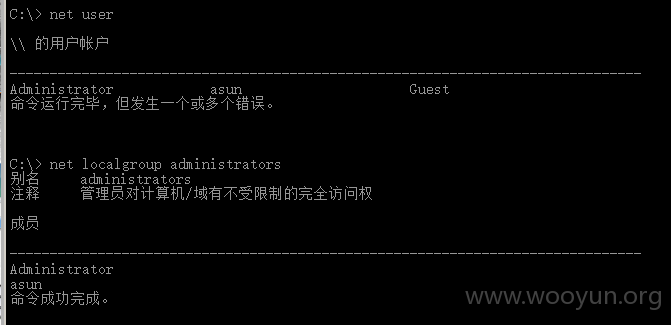 C:\> net user
\\ 的用户帐户
-------------------------------------------------------------------------------
Administrator            asun                     Guest
命令运行完毕，但发生一个或多个错误。
C:\> net localgroup administrators
别名     administrators
注释     管理员对计算机/域有不受限制的完全访问权
成员
-------------------------------------------------------------------------------
Administrator
asun
命令成功完成。
www.wooyun.org